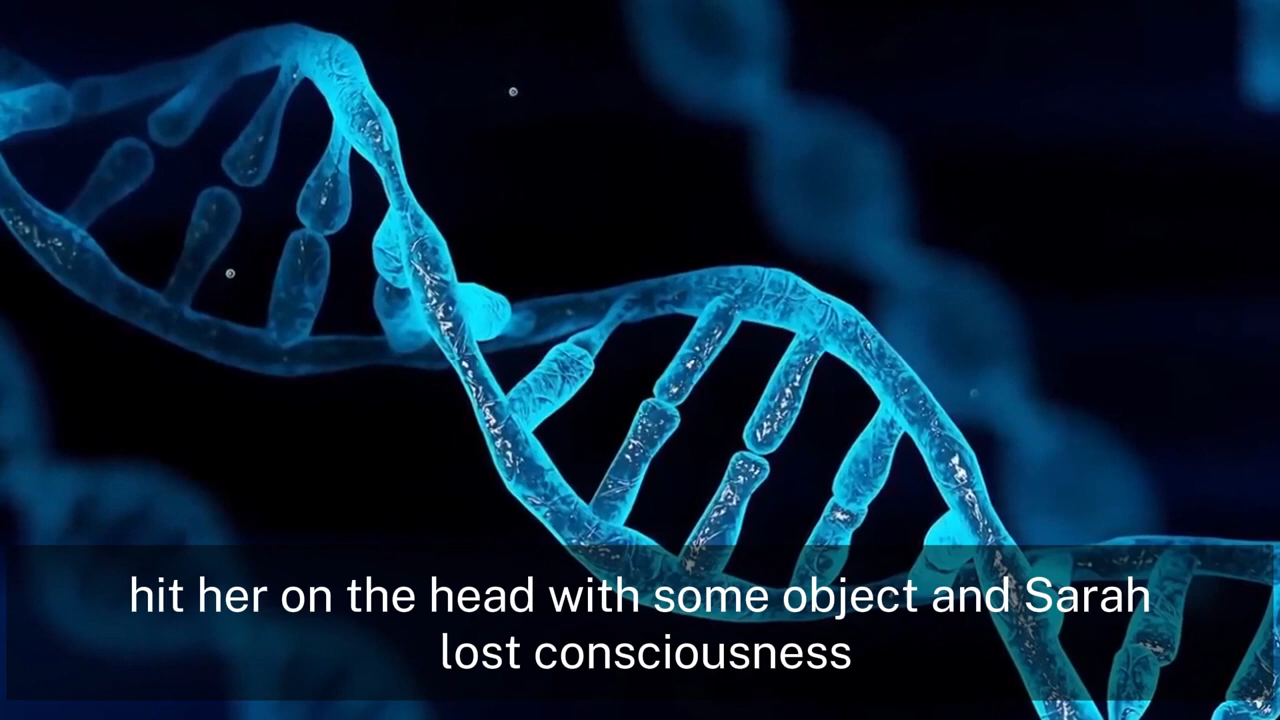 hit her on the head with some object and Sarah
lost consciousness